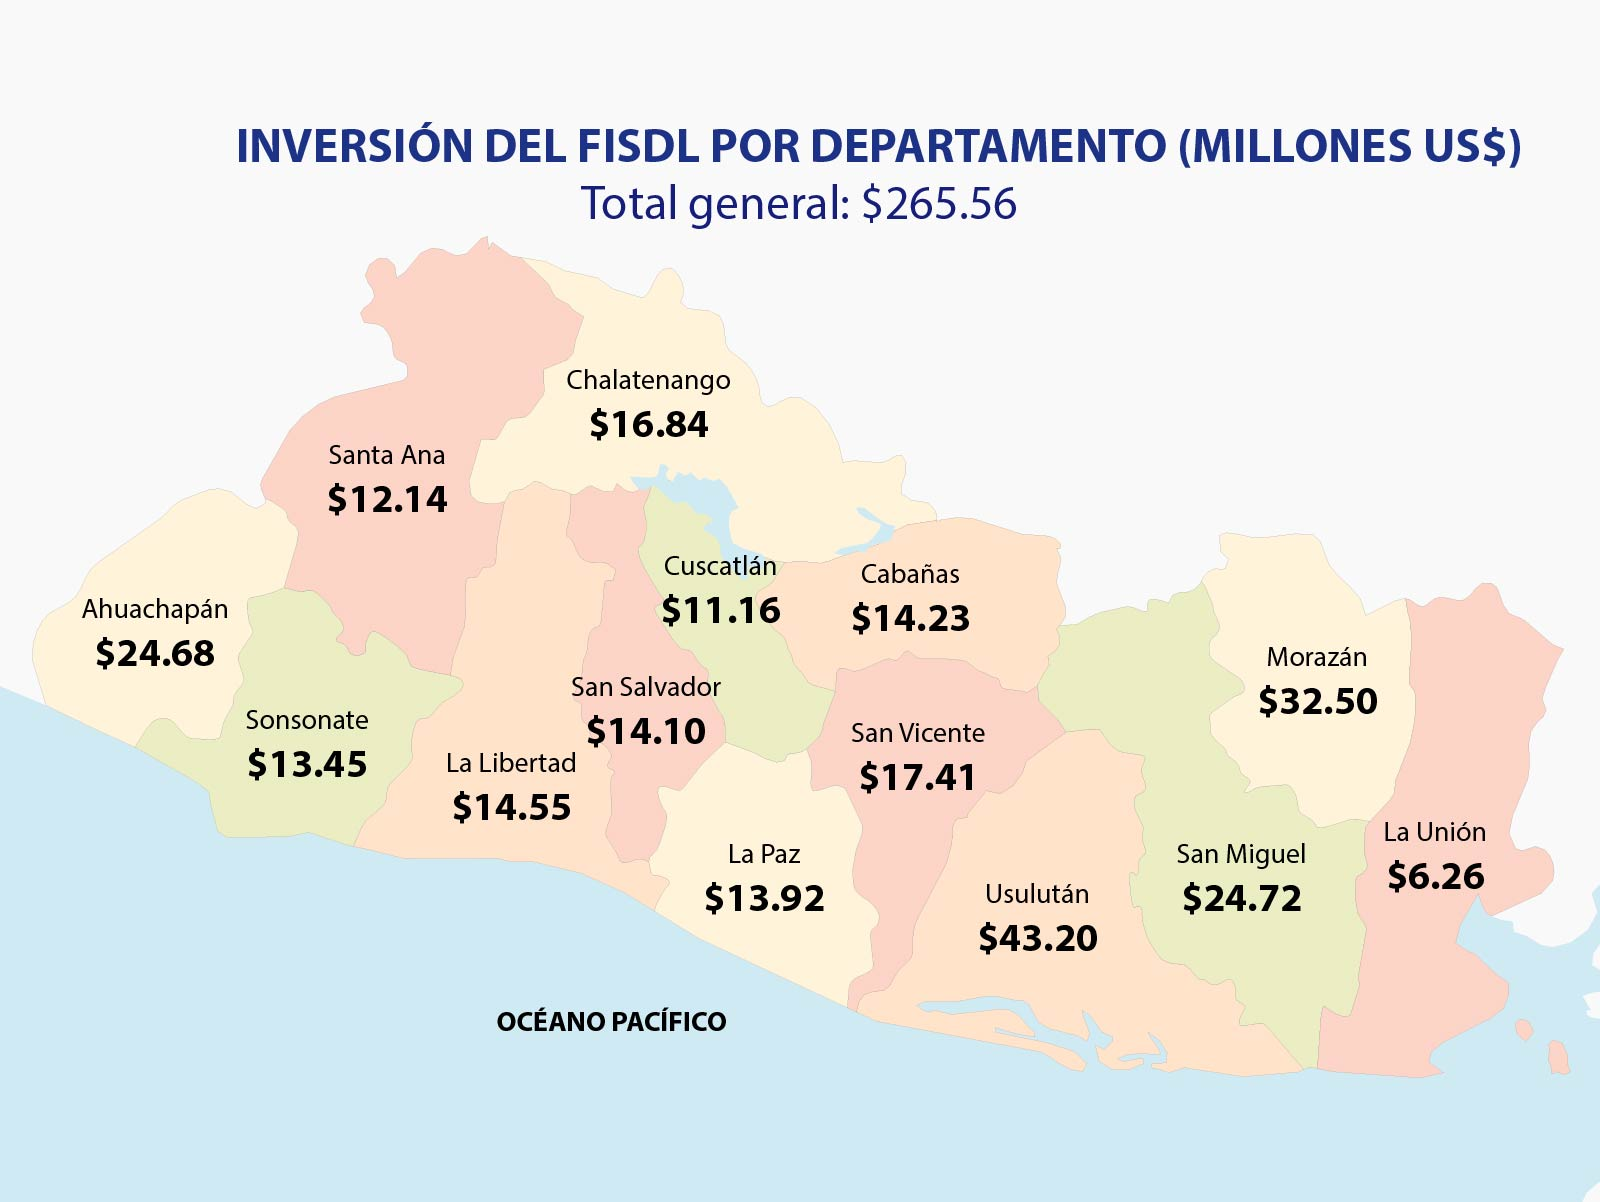 INVERSIÓN DEL FISDL POR DEPARTAMENTO (MILLONES US$)
Total general: $265.56
Chalatenango
$16.84
Santa Ana
$12.14
Ahuachapán
$24.68
Cuscatlán
$11.16
Cabañas
$14.23
Sonsonate
$13.45
San Salvador
$14.10
La Libertad
$14.55
San Vicente
$17.41
Morazán
$32.50
La Paz
$13.92
Usulután
$43.20
San Miguel
$24.72
La Unión
$6.26
OCÉANO PACÍFICO